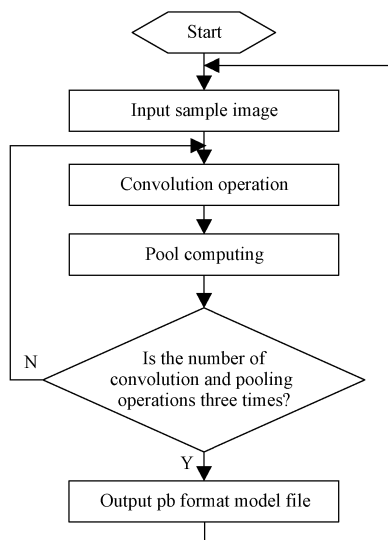 Start
Input sample image
Convolution operation
Pool computing
Is the number of
convolution and pooling
operations three times?
N
Y
Output pb format model file